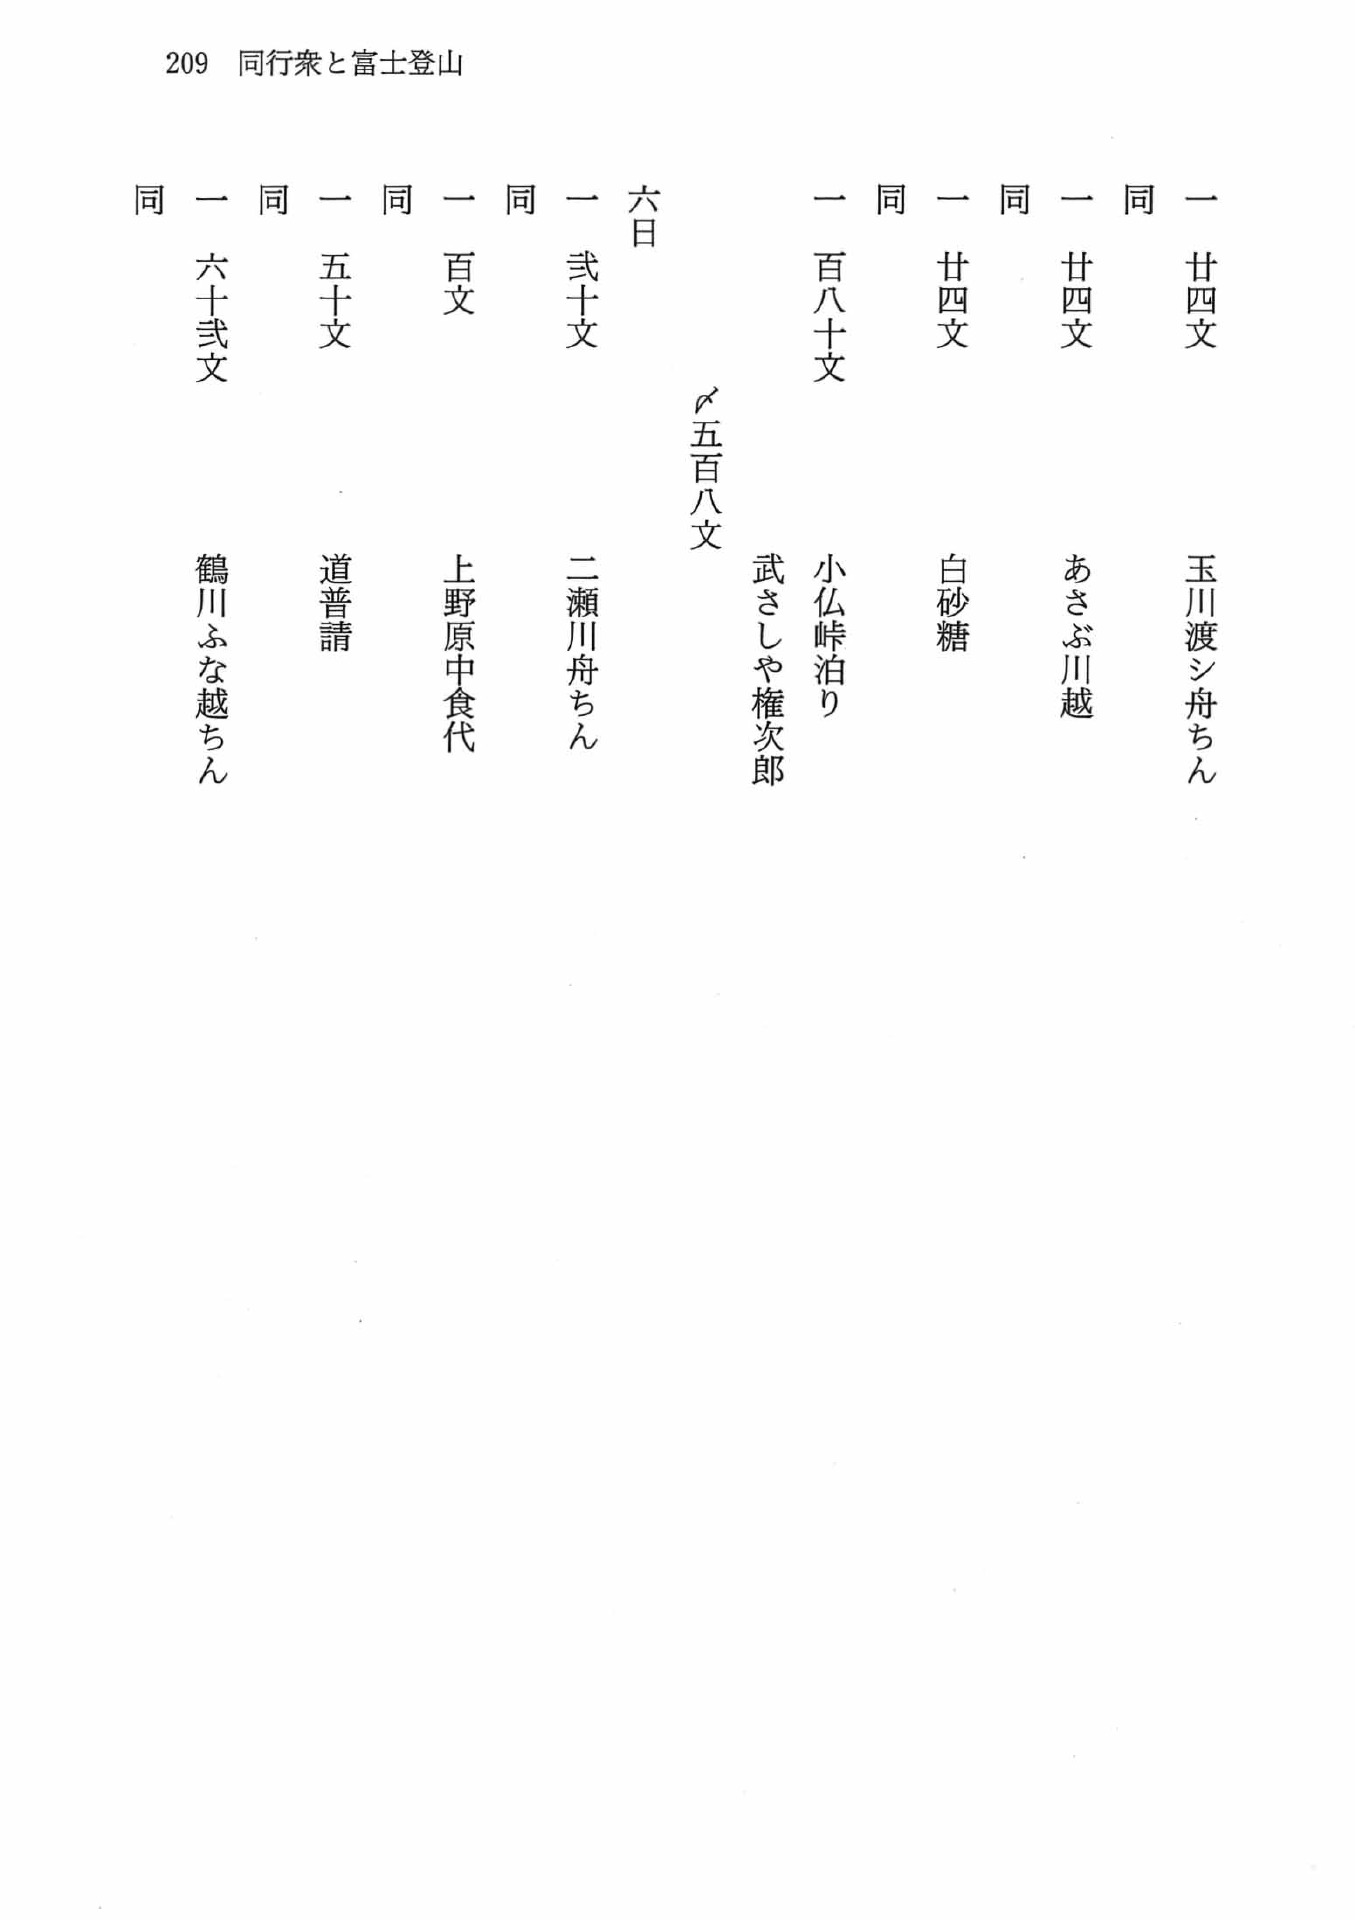 209 同行衆と富士登山
一 廿四文 玉川渡シ舟ちん
同
一 廿四文 あさぶ川越
同
一 廿四文 白砂糖
同
一 百八十文 小仏峠泊り
武さしや権次郎
〆五百八文
六日
一 弐十文 二瀬川舟ちん
同
一 百文 上野原中食代
同
一 五十文 道普請
同
一 六十弐文 鶴川ふな越ちん
同